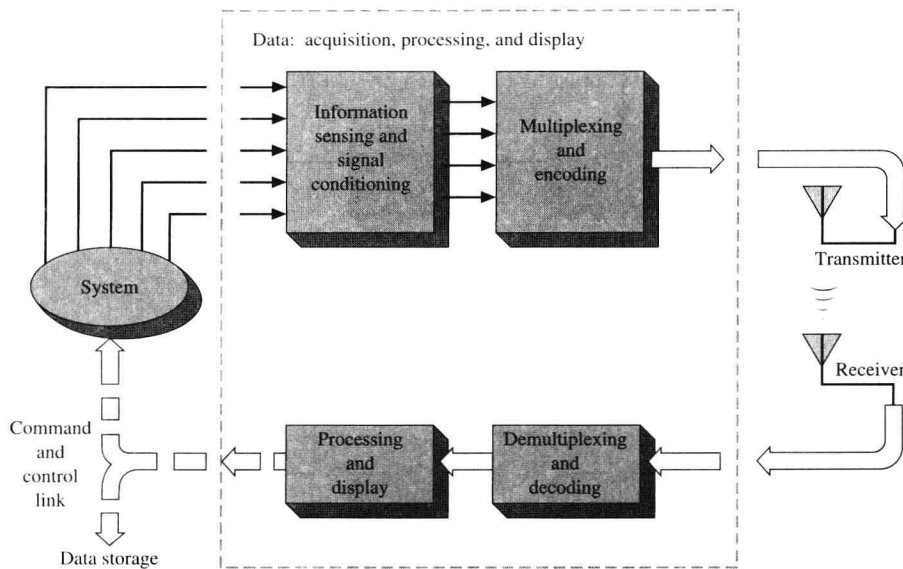 Data: acquisition, processing, and display
Information
sensing and
signal
conditioning
Multiplexing
and
encoding
Transmitter
System
Receiver
Command
and
control
link
Processing
and
display
Demultiplexing
and
decoding
Data storage